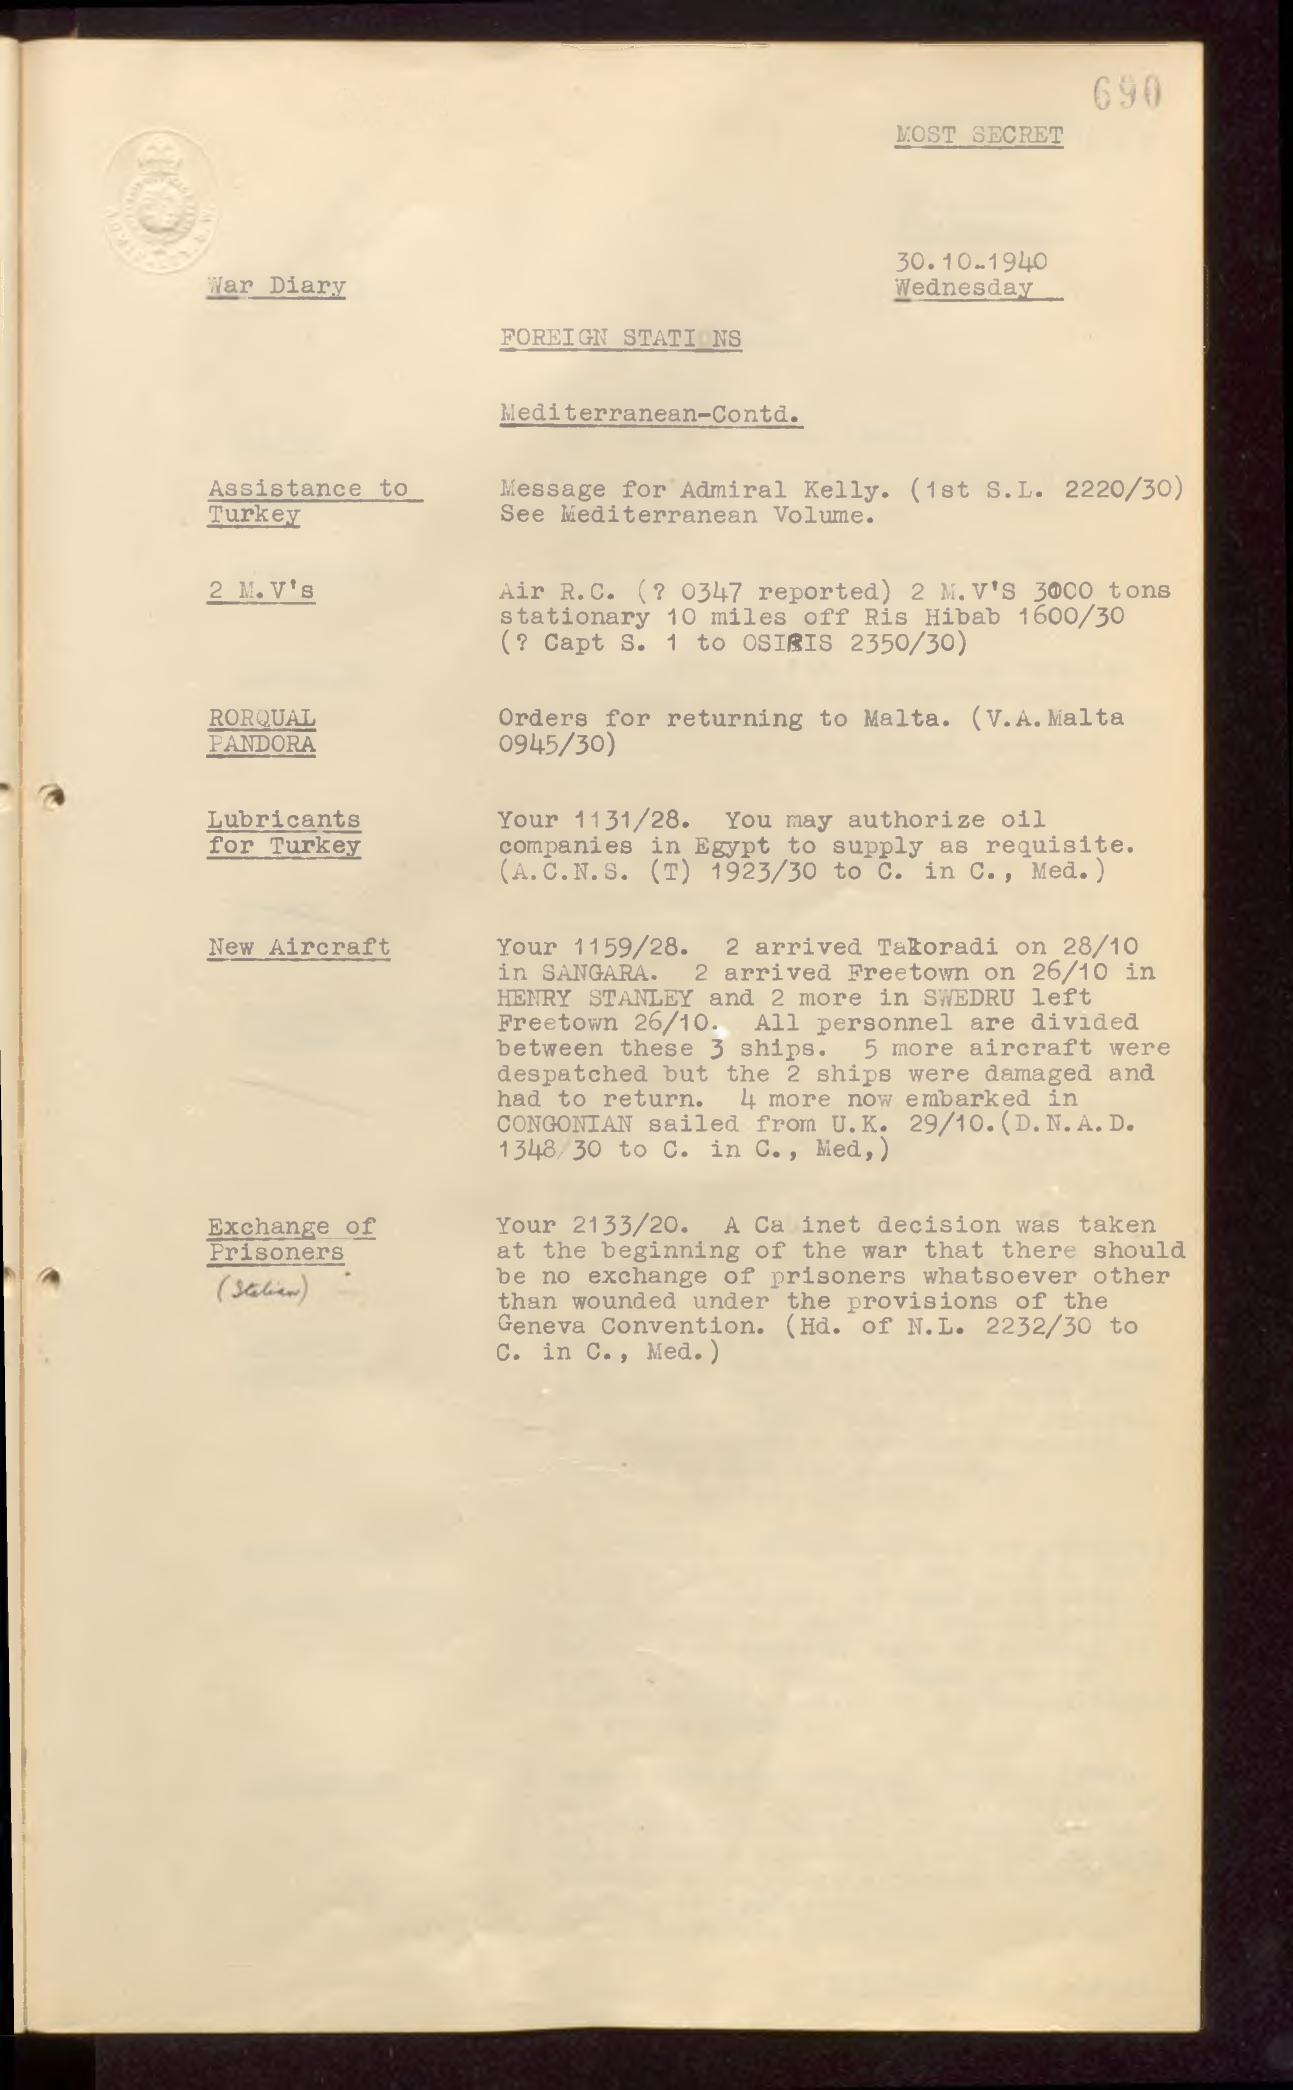 690
MOST SECRET
30.10-1940
War Diary
Wednesday
FOREIGN STATI NS
Mediterranean-Contd.
Assistance to
Turkey
Message for Admiral Kelly. (1st S.L. 2220/30)
See Mediterranean Volume.
2 M.V's
Air R.C. (? 0347 reported) 2 M.V'S 3000 tons
stationary 10 miles off Ris Hibab 1600/30
(? Capt S. 1 to OSIRIS 2350/30)
RORQUAL
PANDORA
Orders for returning to Malta. (V.A.Malta
0945/30)
Lubricants
for Turkey
Your 1131/28. You may authorize oil
companies in Egypt to supply as requisite.
(A.C.N.S. (T) 1923/30 to C. in C., Med.)
New Aircraft
Your 1159/28. 2 arrived Takoradi on 28/10
in SANGARA. 2 arrived Freetown on 26/10 in
HENRY STANLEY and 2 more in SWEDRU left
Freetown 26/10. All personnel are divided
between these 3 ships. 5 more aircraft were
despatched but the 2 ships were damaged and
had to return. 4 more now embarked in
CONGONIAN sailed from U.K. 29/10.(D.N.A.D.
1348/30 to C. in C., Med,)
Exchange of
Prisoners
(Italian)
Your 2133/20. A Ca inet decision was taken
at the beginning of the war that there should
be no exchange of prisoners whatsoever other
than wounded under the provisions of the
Geneva Convention. (Hd. of N.L. 2232/30 to
C. in C., Med.)